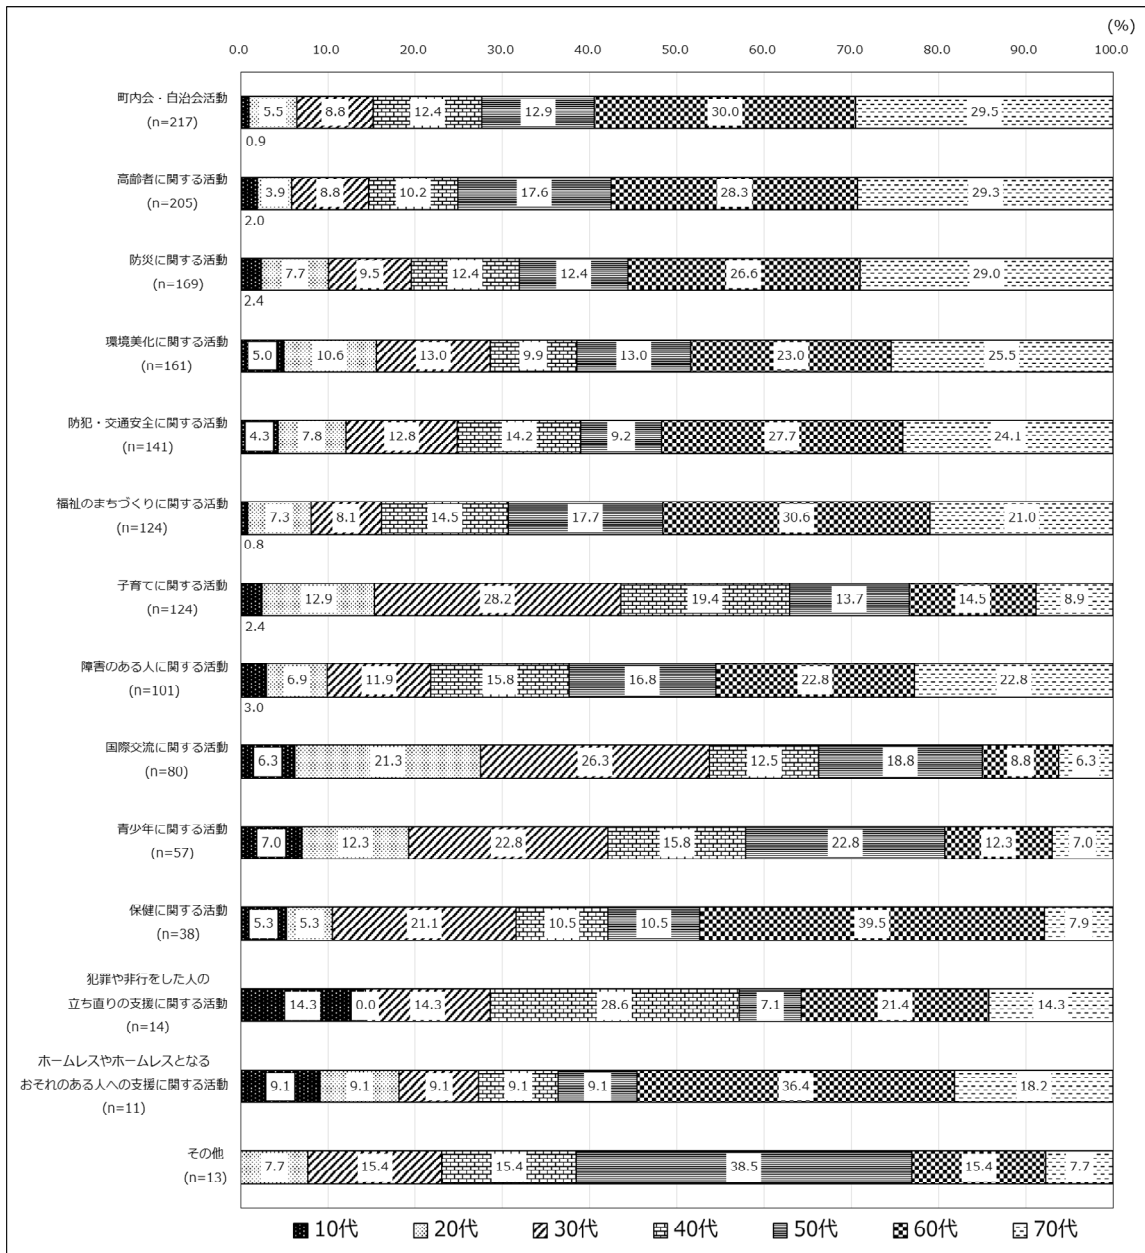 (%)
0.0 10.0 20.0 30.0 40.0 50.0 60.0 70.0 80.0 90.0 100.0
町内会・自治会活動
(n=217)
5.5 8.8 12.4 12.9 30.0 29.5
0.9
高齢者に関する活動
(n=205)
3.9 8.8 10.2 17.6 28.3 29.3
2.0
防災に関する活動
(n=169)
7.7 9.5 12.4 12.4 26.6 29.0
2.4
環境美化に関する活動
(n=161)
5.0 10.6 13.0 9.9 13.0 23.0 25.5
防犯・交通安全に関する活動
(n=141)
4.3 7.8 12.8 14.2 9.2 27.7 24.1
福祉のまちづくりに関する活動
(n=124)
7.3 8.1 14.5 17.7 30.6 21.0
0.8
子育てに関する活動
(n=124)
12.9 28.2 19.4 13.7 14.5 8.9
2.4
障害のある人に関する活動
(n=101)
6.9 11.9 15.8 16.8 22.8 22.8
3.0
国際交流に関する活動
(n=80)
6.3 21.3 26.3 12.5 18.8 8.8 6.3
青少年に関する活動
(n=57)
7.0 12.3 22.8 15.8 22.8 12.3 7.0
保健に関する活動
(n=38)
5.3 5.3 21.1 10.5 10.5 39.5 7.9
犯罪や非行をした人の
立ち直りの支援に関する活動
(n=14)
14.3 0.0 14.3 28.6 7.1 21.4 14.3
ホームレスやホームレスとなる
おそれのある人への支援に関する活動
(n=11)
9.1 9.1 9.1 9.1 9.1 36.4 18.2
その他
(n=13)
7.7 15.4 15.4 38.5 15.4 7.7
10代 20代 30代 40代 50代 60代 70代